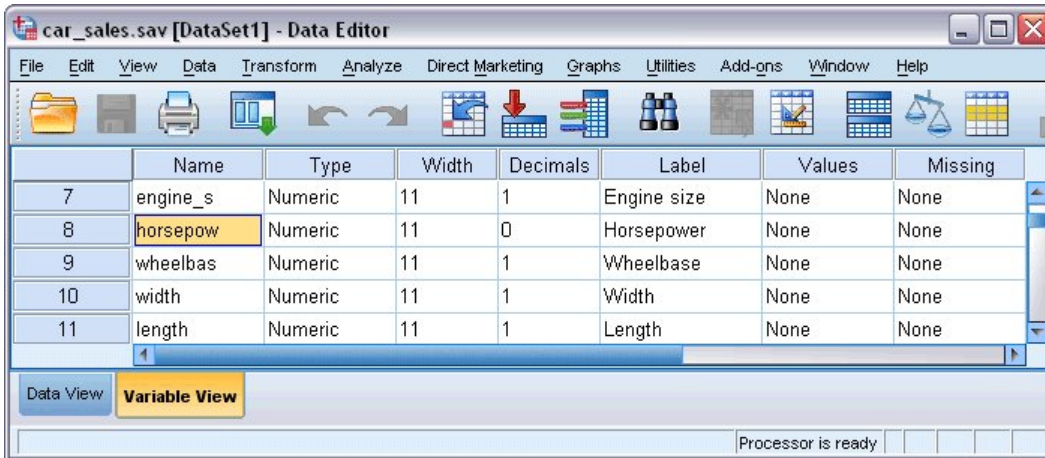 car_sales.sav [DataSet1] - Data Editor
File Edit View Data Transform Analyze Direct Marketing Graphs Utilities Add-ons Window Help
Name Type Width Decimals Label Values Missing
7 engine_s Numeric 11 1 Engine size None None
8 horsepow Numeric 11 0 Horsepower None None
9 wheelbas Numeric 11 1 Wheelbase None None
10 width Numeric 11 1 Width None None
11 length Numeric 11 1 Length None None
Data View Variable View
Processor is ready